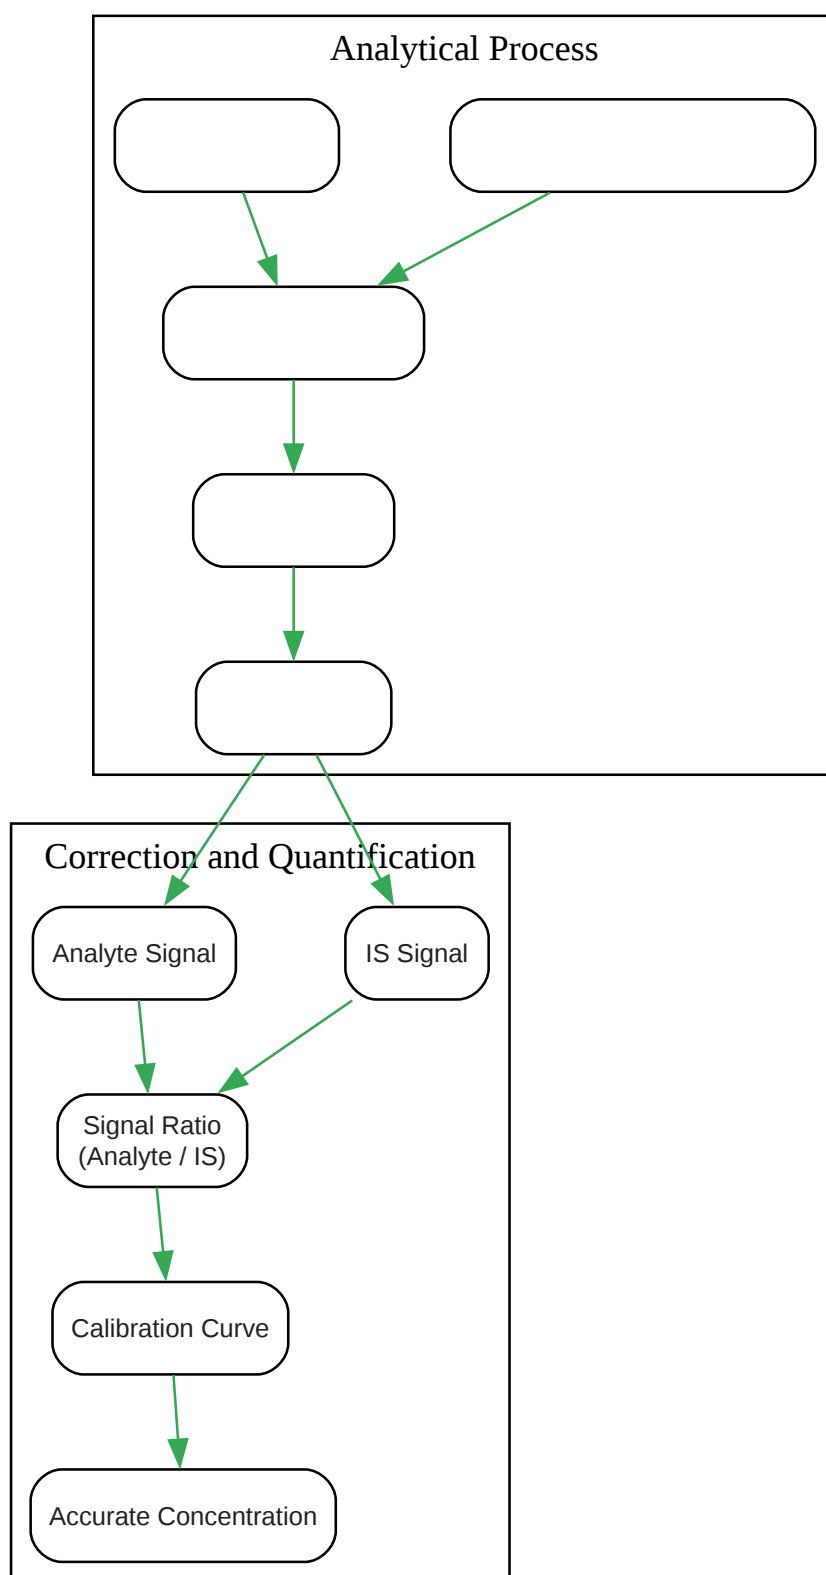 Analytical Process
Correction and Quantification
Analyte Signal
IS Signal
Signal Ratio
(Analyte / IS)
Calibration Curve
Accurate Concentration